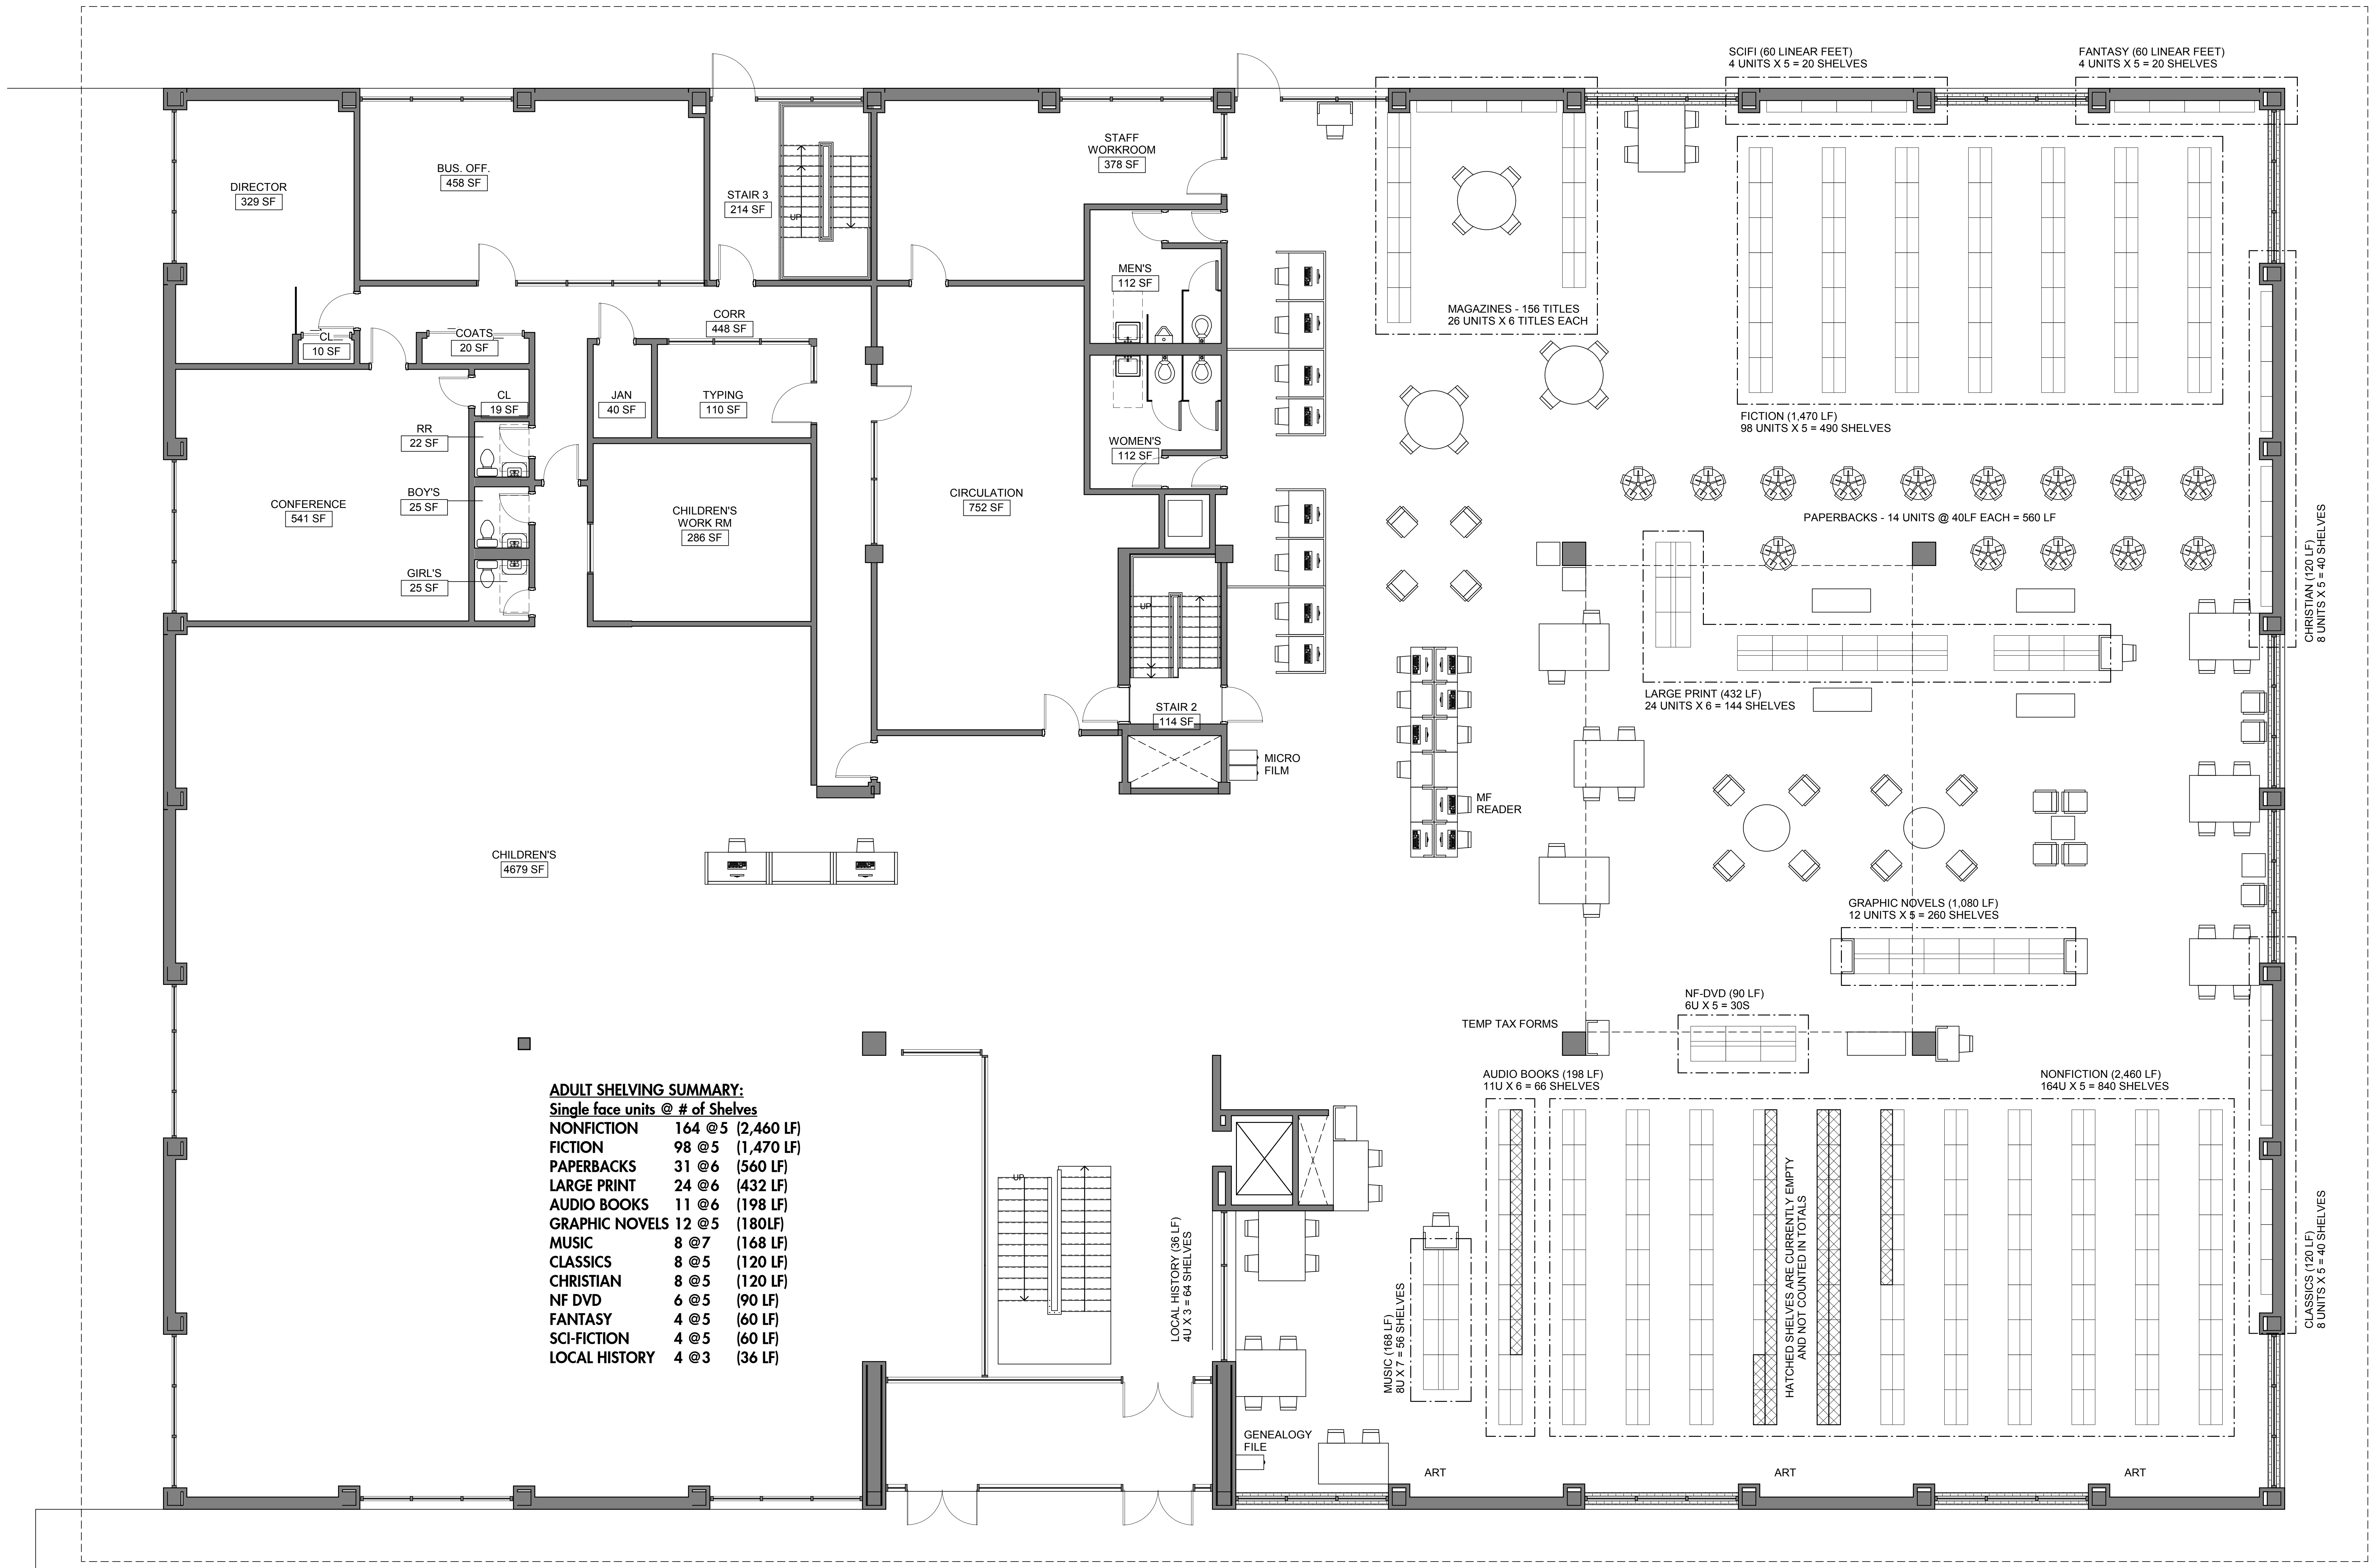 SCIFI (60 LINEAR FEET)
4 UNITS X 5 = 20 SHELVES
FANTASY (60 LINEAR FEET)
4 UNITS X 5 = 20 SHELVES
DIRECTOR
329 SF
BUS. OFF.
458 SF
STAIR 3
214 SF
UP
STAFF
WORKROOM
378 SF
MEN'S
112 SF
MAGAZINES - 156 TITLES
26 UNITS X 6 TITLES EACH
CL
10 SF
COATS
20 SF
CORR
448 SF
CL
19 SF
JAN
40 SF
TYPING
110 SF
RR
22 SF
WOMEN'S
112 SF
FICTION (1,470 LF)
98 UNITS X 5 = 490 SHELVES
CONFERENCE
541 SF
BOY'S
25 SF
CHILDREN'S
WORK RM
286 SF
CIRCULATION
752 SF
PAPERBACKS - 14 UNITS @ 40LF EACH = 560 LF
CHRISTIAN (120 LF)
8 UNITS X 5 = 40 SHELVES
GIRL'S
25 SF
UP
LARGE PRINT (432 LF)
24 UNITS X 6 = 144 SHELVES
STAIR 2
114 SF
MICRO
FILM
MF
READER
CHILDREN'S
4679 SF
GRAPHIC NOVELS (1,080 LF)
12 UNITS X 5 = 260 SHELVES
NF-DVD (90 LF)
6U X 5 = 30S
TEMP TAX FORMS
AUDIO BOOKS (198 LF)
11U X 6 = 66 SHELVES
NONFICTION (2,460 LF)
164U X 5 = 840 SHELVES
ADULT SHELVING SUMMARY:
Single face units @ # of Shelves
NONFICTION 164 @5 (2,460 LF)
FICTION 98 @5 (1,470 LF)
PAPERBACKS 31 @6 (560 LF)
LARGE PRINT 24 @6 (432 LF)
AUDIO BOOKS 11 @6 (198 LF)
GRAPHIC NOVELS 12 @5 (180LF)
MUSIC 8 @7 (168 LF)
CLASSICS 8 @5 (120 LF)
CHRISTIAN 8 @5 (120 LF)
NF DVD 6 @5 (90 LF)
FANTASY 4 @5 (60 LF)
SCI-FICTION 4 @5 (60 LF)
LOCAL HISTORY 4 @3 (36 LF)
UP
LOCAL HISTORY (36 LF)
4U X 3 = 64 SHELVES
MUSIC (168 LF)
8U X 7 = 56 SHELVES
HATCHED SHELVES ARE CURRENTLY EMPTY
AND NOT COUNTED IN TOTALS
CLASSICS (120 LF)
8 UNITS X 5 = 40 SHELVES
GENEALOGY
FILE
ART
ART
ART